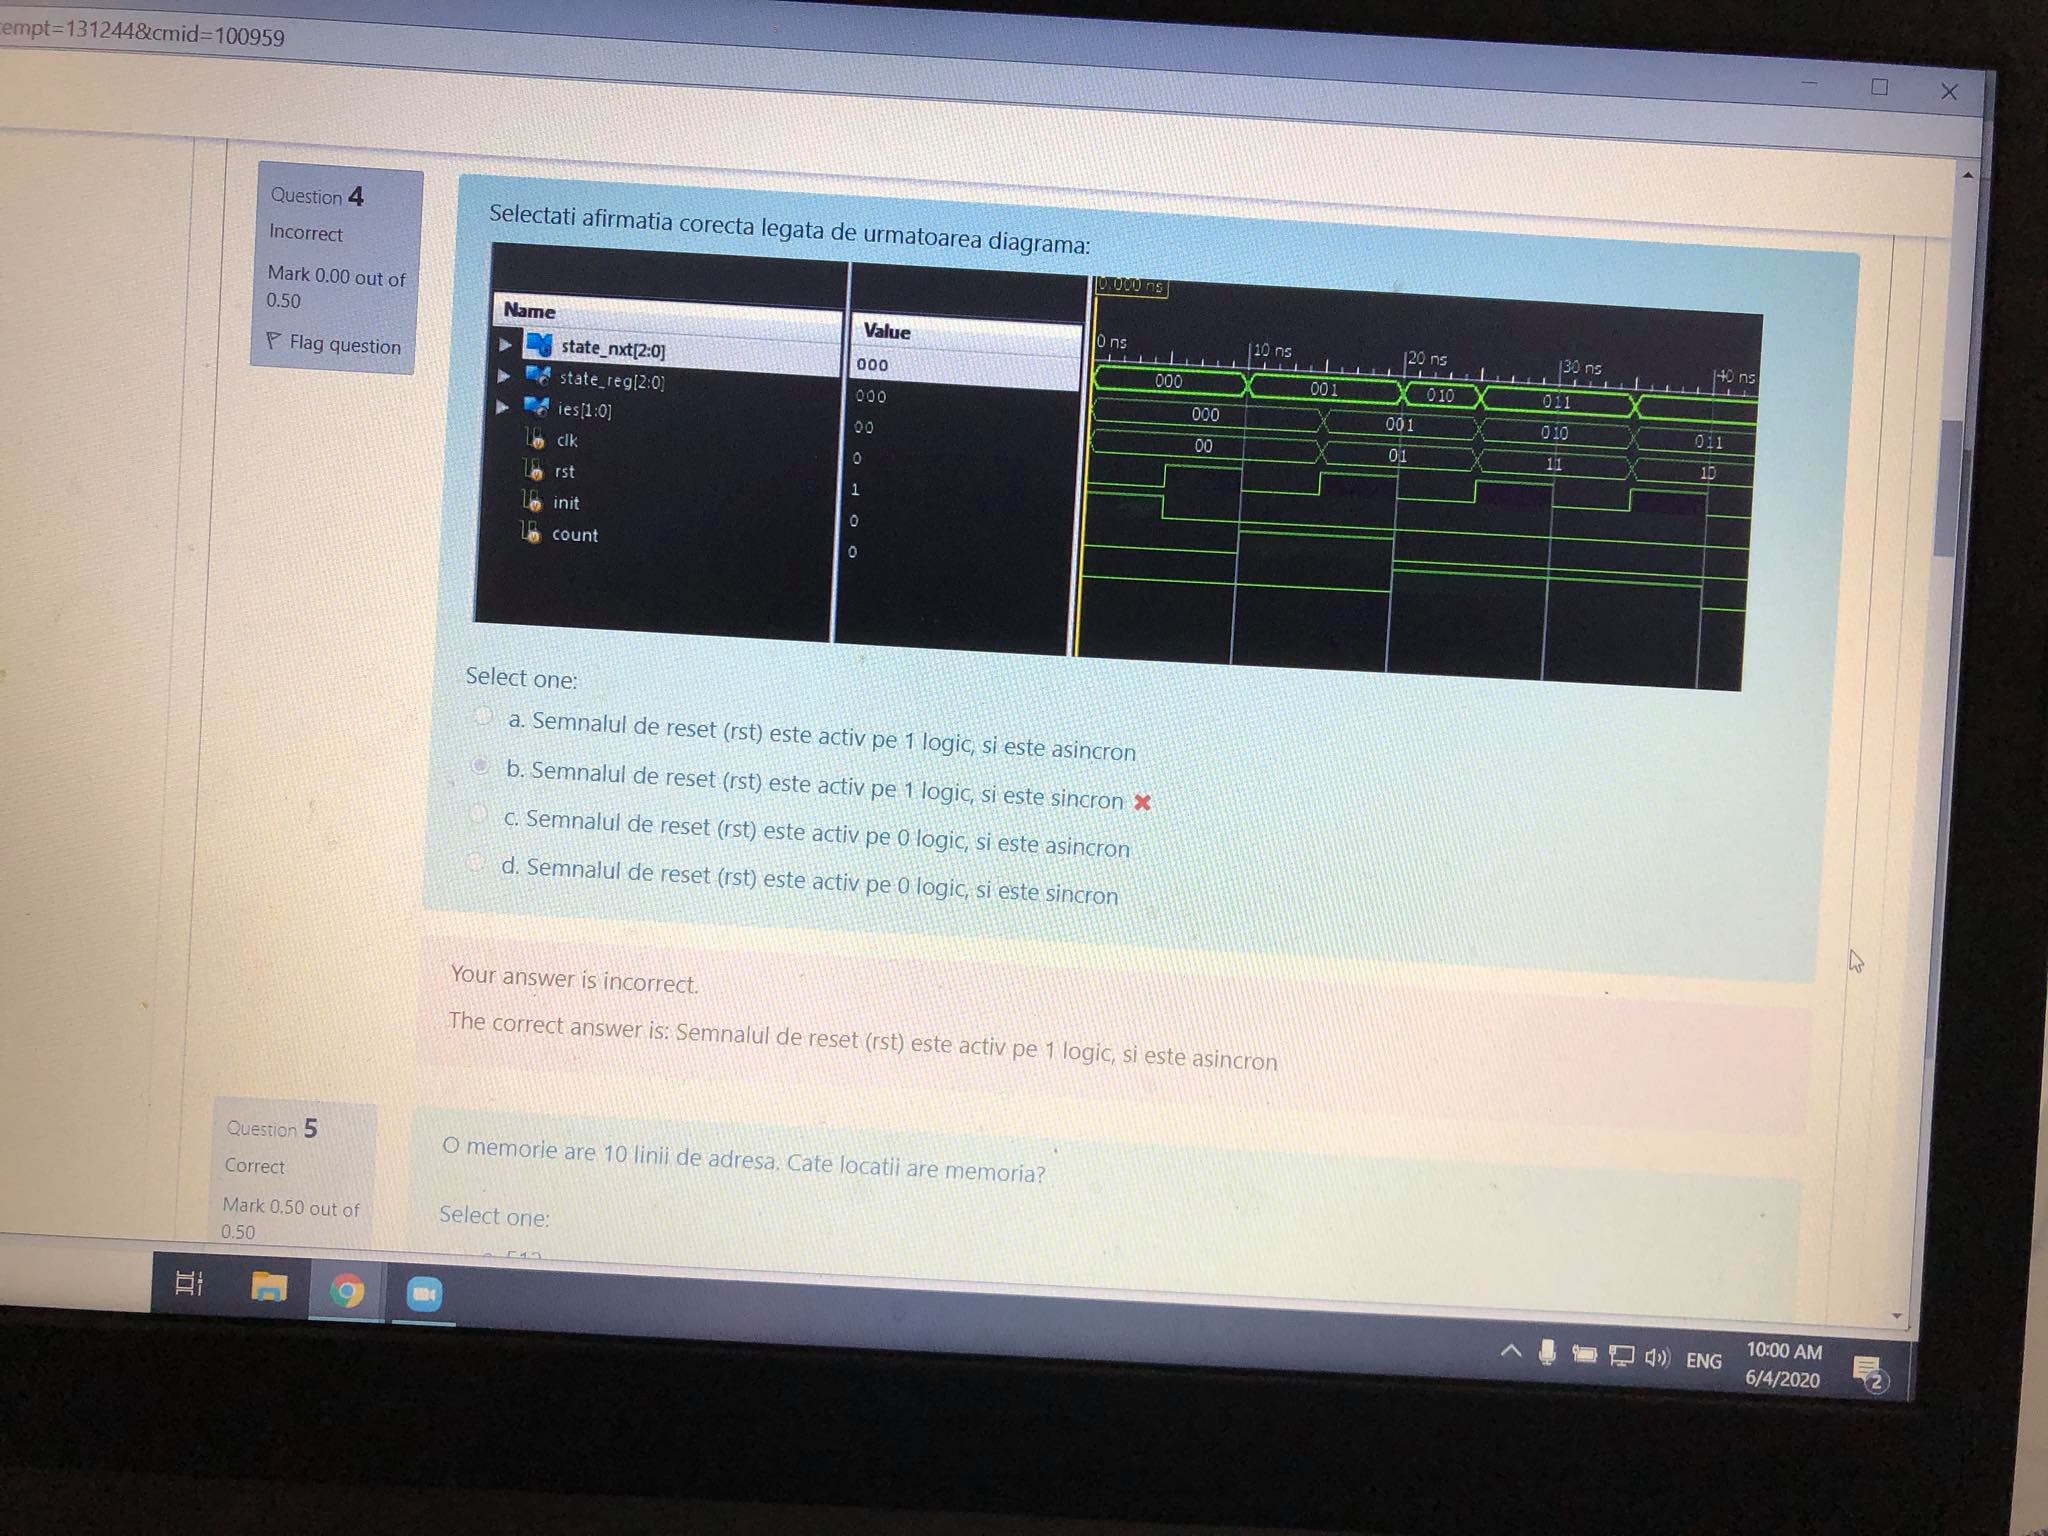 empt=131244&cmid=100959
Question 4
Incorrect
Mark 0.00 out of
0.50
Flag question
Selectati afirmatia corecta legata de urmatoarea diagrama:
0.000 ns
Name
Value
0 ns
10 ns
20 ns
30 ns
40 ns
state_nxt[2:0]
000
000
001
010
011
state_reg[2:0]
000
000
001
010
011
ies[1:0]
00
00
01
11
10
clk
0
rst
1
init
0
count
0
Select one:
a. Semnalul de reset (rst) este activ pe 1 logic, si este asincron
b. Semnalul de reset (rst) este activ pe 1 logic, si este sincron
c. Semnalul de reset (rst) este activ pe 0 logic, si este asincron
d. Semnalul de reset (rst) este activ pe 0 logic, si este sincron
Your answer is incorrect.
The correct answer is: Semnalul de reset (rst) este activ pe 1 logic, si este asincron
Question 5
Correct
Mark 0.50 out of
0.50
O memorie are 10 linii de adresa. Cate locatii are memoria?
Select one:
ENG
10:00 AM
6/4/2020
2